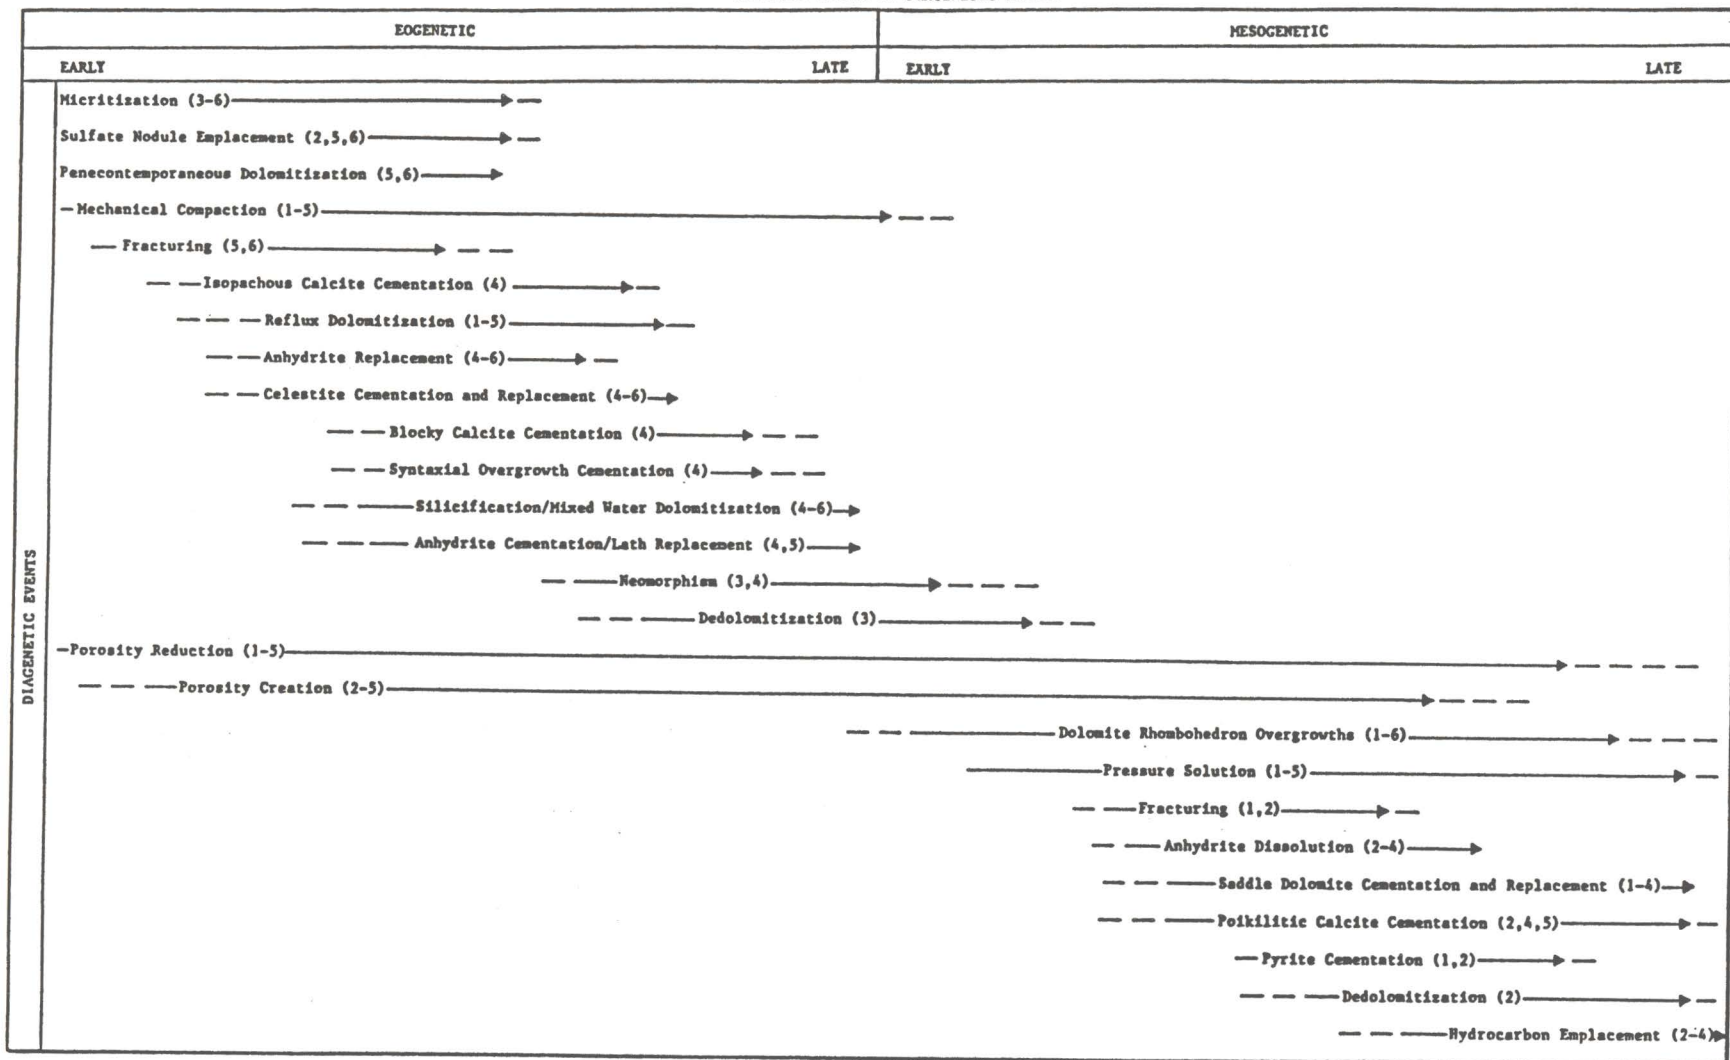 EOGENETIC MESOGENETIC
EARLY LATE EARLY LATE
DIAGENETIC EVENTS
Micritization (3-6)
Sulfate Nodule Emplacement (2,5,6)
Penecontemporaneous Dolomitization (5,6)
Mechanical Compaction (1-5)
Fracturing (5,6)
Isopachous Calcite Cementation (4)
Reflux Dolomitization (1-5)
Anhydrite Replacement (4-6)
Celestite Cementation and Replacement (4-6)
Blocky Calcite Cementation (4)
Syntaxial Overgrowth Cementation (4)
Silicification/Mixed Water Dolomitization (4-6)
Anhydrite Cementation/Lath Replacement (4,5)
Neomorphism (3,4)
Dedolomitization (3)
Porosity Reduction (1-5)
Porosity Creation (2-5)
Dolomite Rhombohedron Overgrowths (1-6)
Pressure Solution (1-5)
Fracturing (1,2)
Anhydrite Dissolution (2-4)
Saddle Dolomite Cementation and Replacement (1-4)
Poikilitic Calcite Cementation (2,4,5)
Pyrite Cementation (1,2)
Dedolomitization (2)
Hydrocarbon Emplacement (2-4)